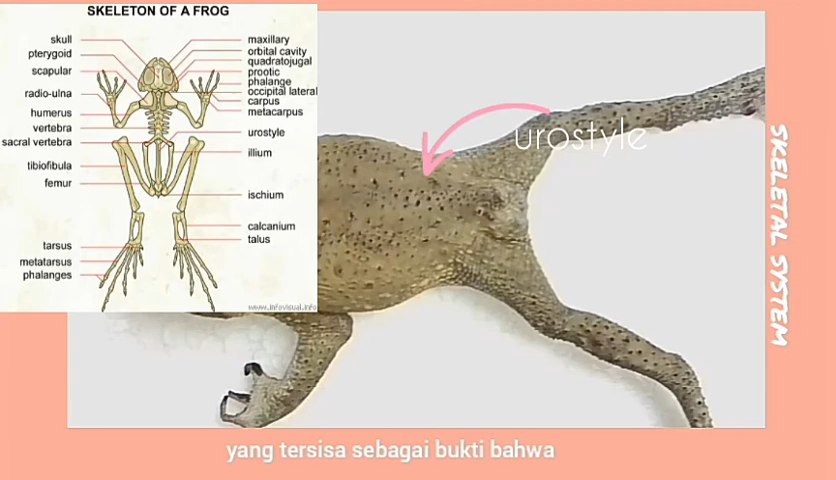 SKELETON OF A FROG
skull
pterygoid
scapular
radio-ulna
humerus
vertebra
sacral vertebra
tibiofibula
femur
tarsus
metatarsus
phalanges
maxillary
orbital cavity
quadratojugal
prootic
phalange
occipital lateral
carpus
metacarpus
urostyle
illium
ischium
calcanium
talus
www.infovisual.info
urostyle
SKELETAL SYSTEM
yang tersisa sebagai bukti bahwa